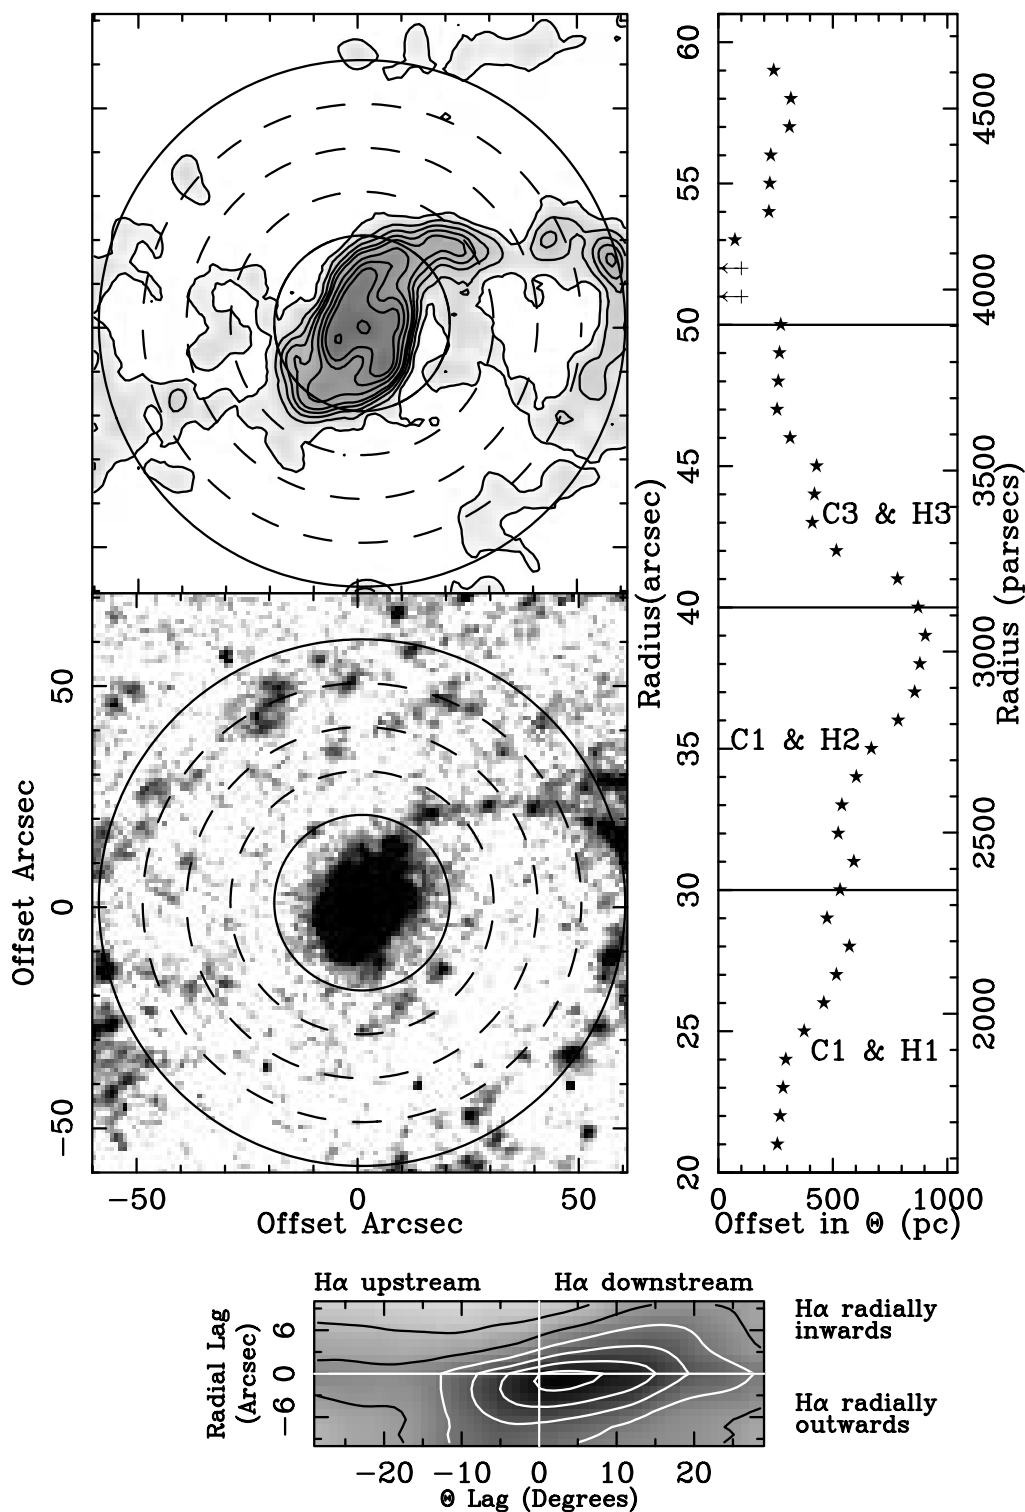 60
55
50
45
40
35
30
25
20
4500
4000
3500
3000
2500
2000
Radius(arcsec)
Radius (parsecs)
C3 & H3
C1 & H2
C1 & H1
0 500 1000
Offset in Θ (pc)
50
0
−50
Offset Arcsec
−50 0 50
Offset Arcsec
Hα upstream Hα downstream
Radial Lag
(Arcsec)
6
0
−6
Hα radially
inwards
Hα radially
outwards
−20 −10 0 10 20
Θ Lag (Degrees)